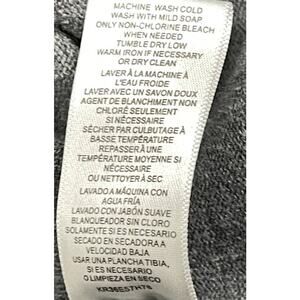 MACHINE WASH COLD
WASH WITH MILD SOAP
ONLY NON-CHLORINE BLEACH
WHEN NEEDED
TUMBLE DRY LOW
WARM IRON IF NECESSARY
OR DRY CLEAN
LAVER À LA MACHINE À
L'EAU FROIDE
LAVER AVEC UN SAVON DOUX
AGENT DE BLANCHIMENT NON
CHLORÉ SEULEMENT
SI NÉCESSAIRE
SÉCHER PAR CULBUTAGE À
BASSE TEMPÉRATURE
REPASSER À UNE
TEMPÉRATURE MOYENNE SI
NÉCESSAIRE
OU NETTOYER À SEC
LAVADO A MÁQUINA CON
AGUA FRÍA
LAVADO CON JABÓN SUAVE
BLANQUEADOR SIN CLORO
SOLAMENTE SI ES NECESARIO
SECADO EN SECADORA A
VELOCIDAD BAJA
USAR UNA PLANCHA TIBIA,
SI ES NECESARIO
O LIMPIEZA EN SECO
KR36E57H76